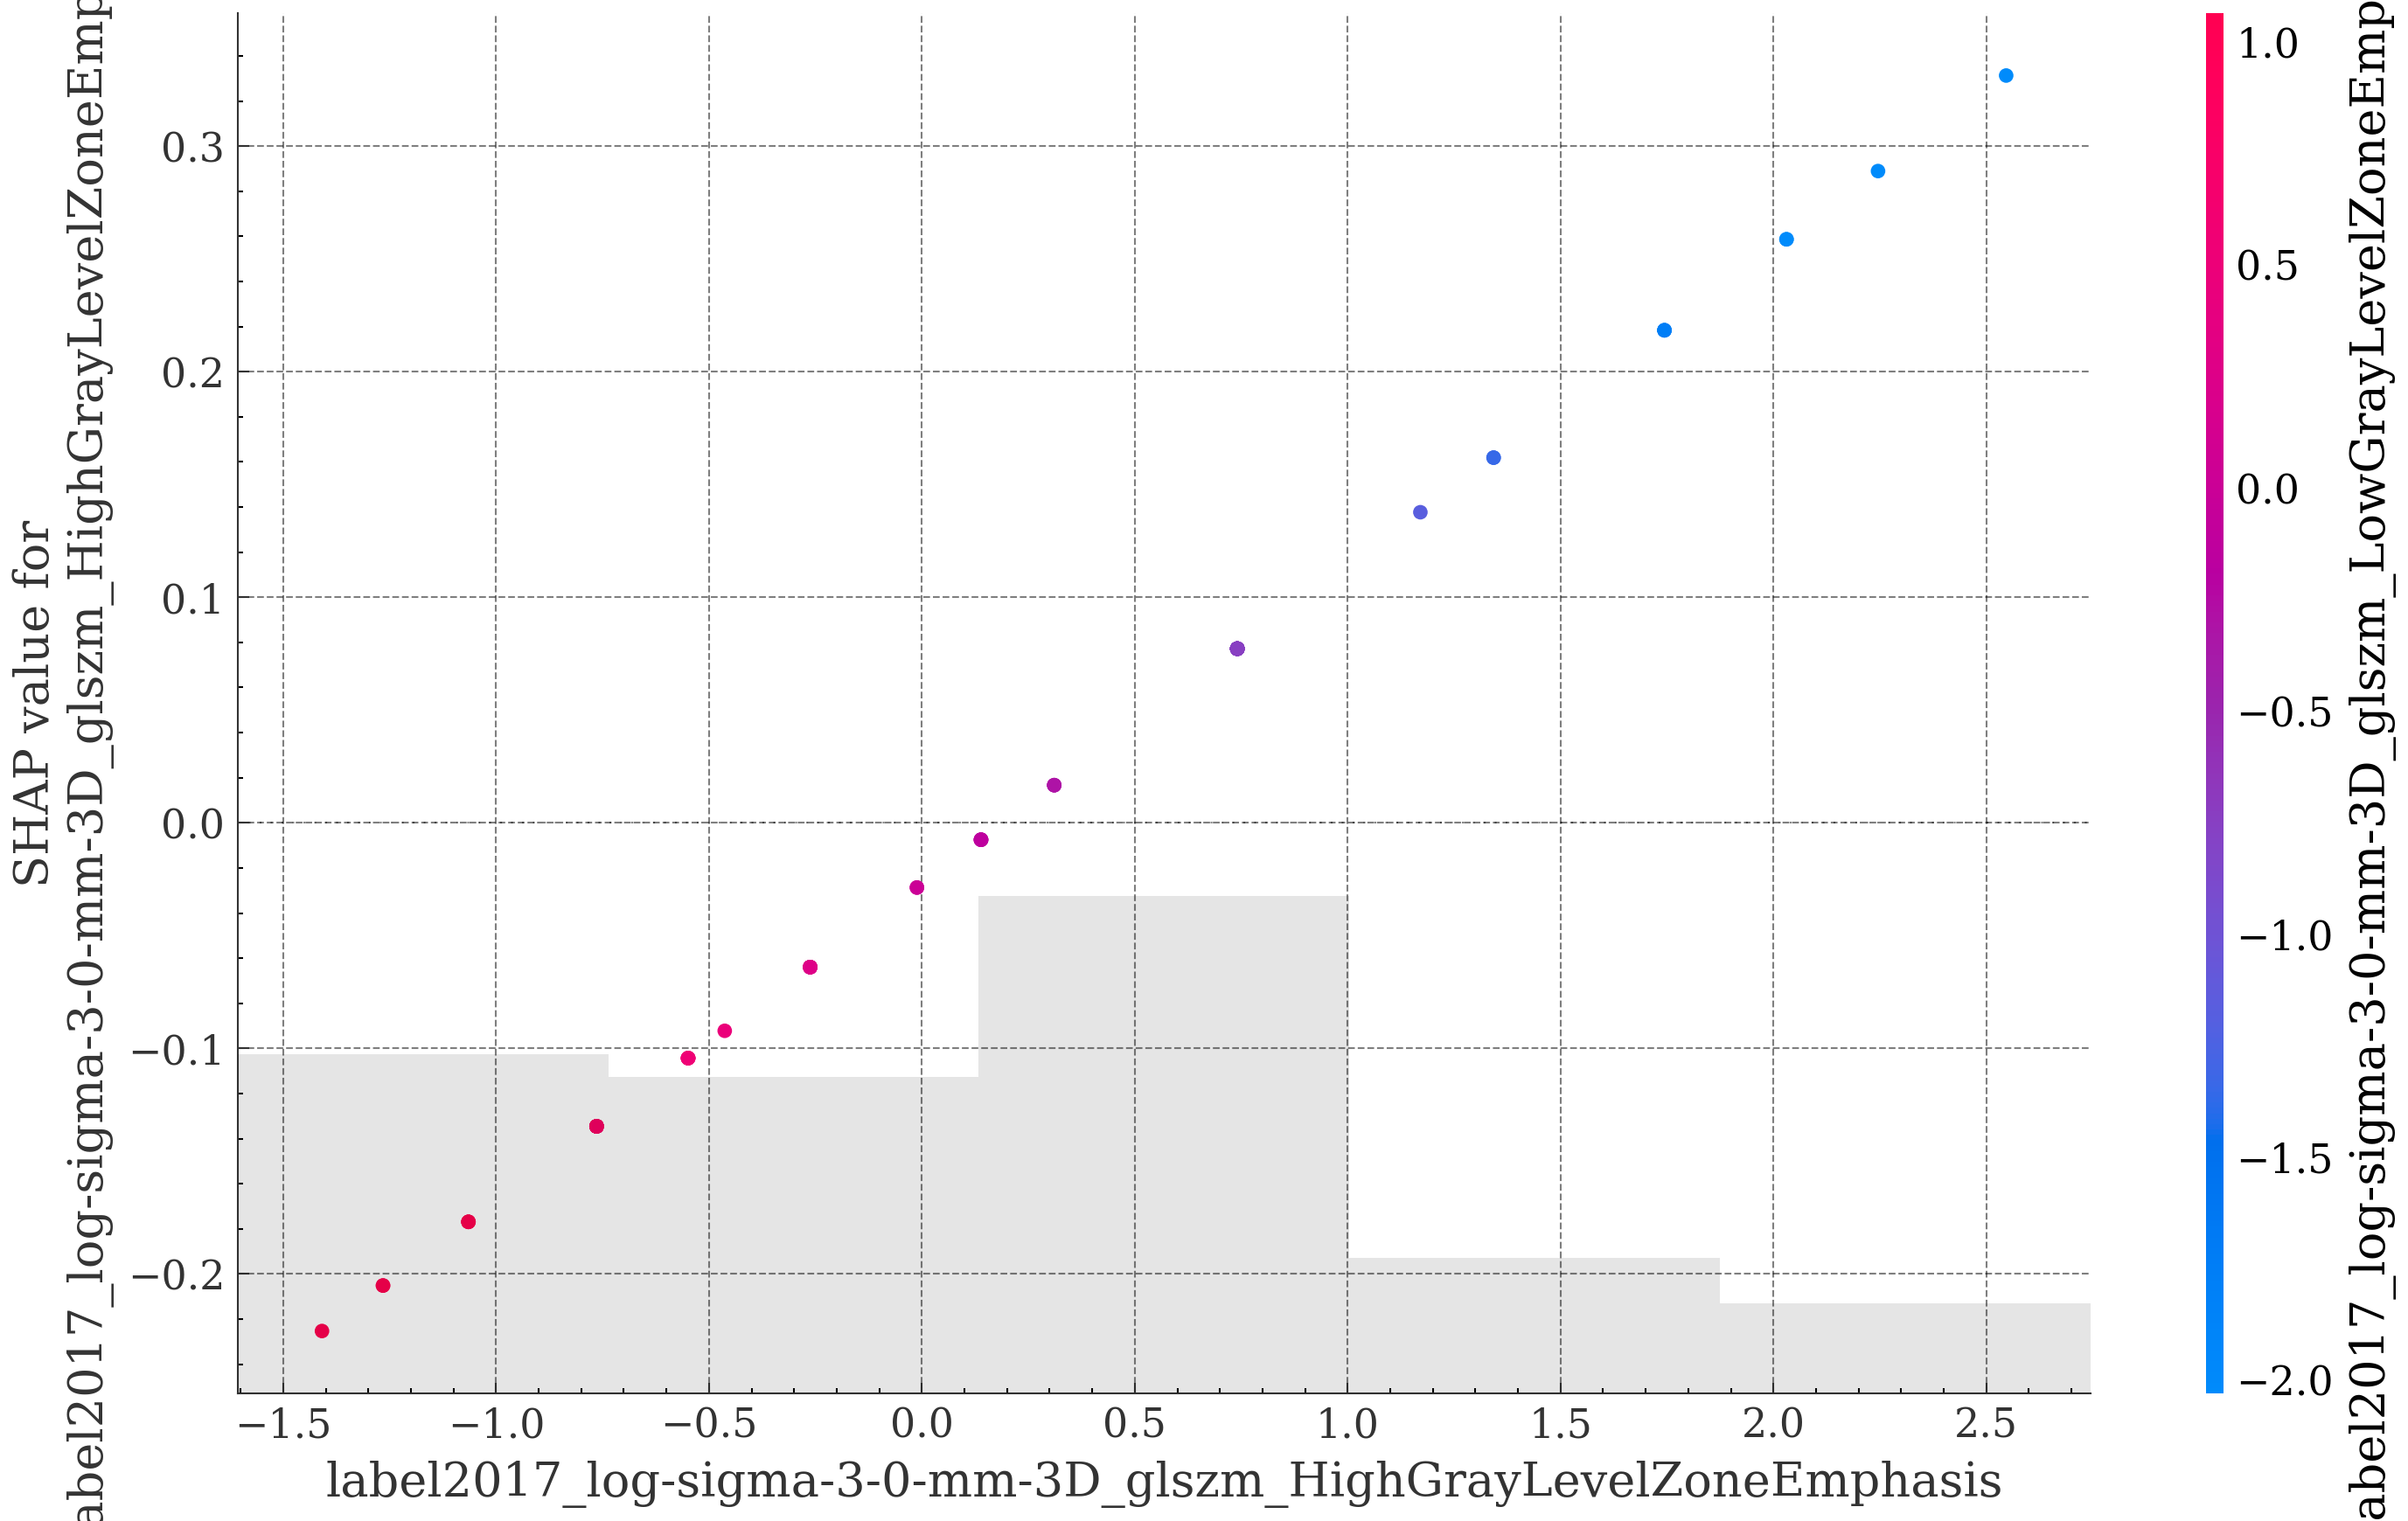 SHAP value for
label2017_log-sigma-3-0-mm-3D_glszm_HighGrayLevelZoneEmp
0.3
0.2
0.1
0.0
−0.1
−0.2
−1.5 −1.0 −0.5 0.0 0.5 1.0 1.5 2.0 2.5
label2017_log-sigma-3-0-mm-3D_glszm_HighGrayLevelZoneEmphasis
1.0
0.5
0.0
−0.5
−1.0
−1.5
−2.0
abel2017_log-sigma-3-0-mm-3D_glszm_LowGrayLevelZoneEmp